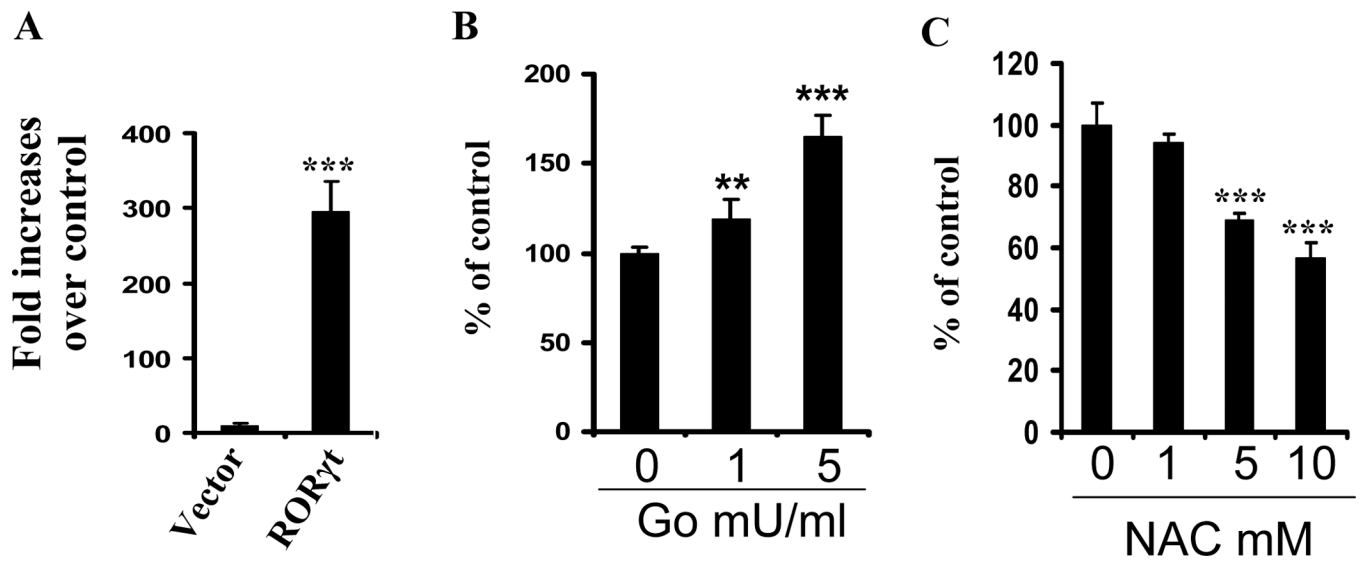 A
Fold increases
over control
400
300
200
100
0
***
Vector
RORγt
B
% of control
200
150
100
50
0
**
***
0 1 5
Go mU/ml
C
% of control
120
100
80
60
40
20
0
***
***
0 1 5 10
NAC mM